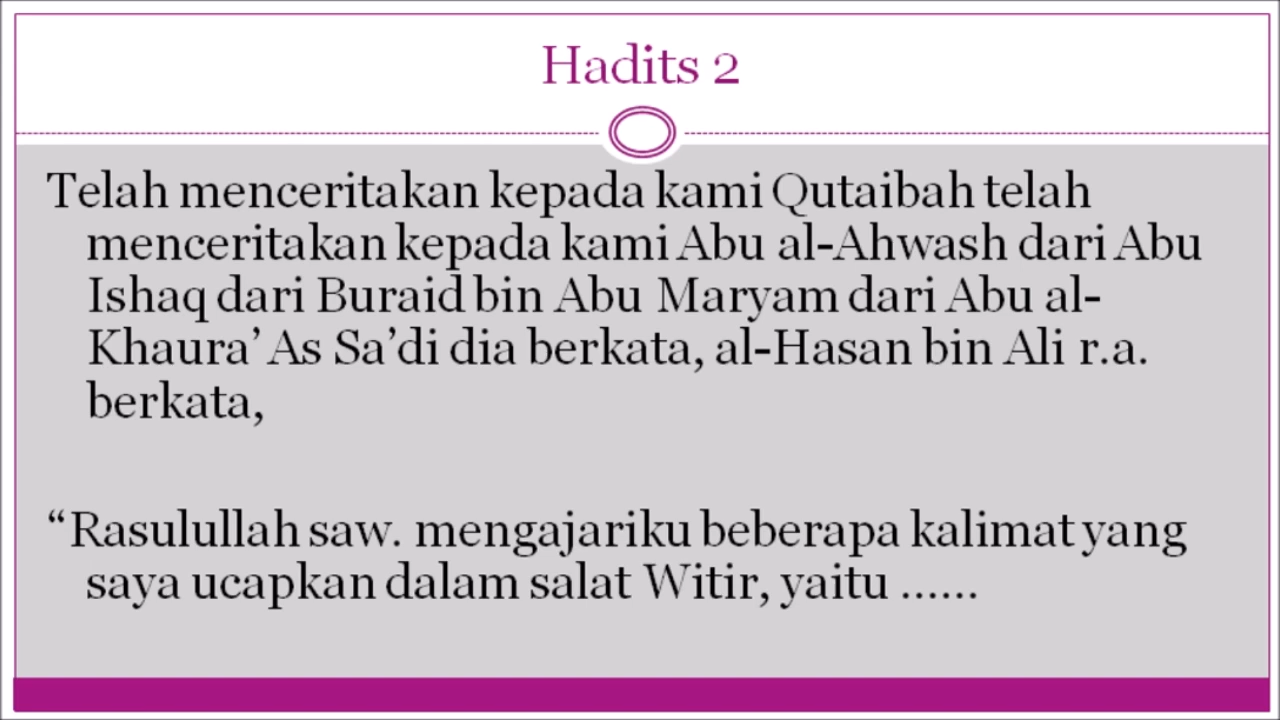 Hadits 2
Telah menceritakan kepada kami Qutaibah telah
menceritakan kepada kami Abu al-Ahwash dari Abu
Ishaq dari Buraid bin Abu Maryam dari Abu al-
Khaura’ As Sa’di dia berkata, al-Hasan bin Ali r.a.
berkata,
“Rasulullah saw. mengajariku beberapa kalimat yang
saya ucapkan dalam salat Witir, yaitu ......